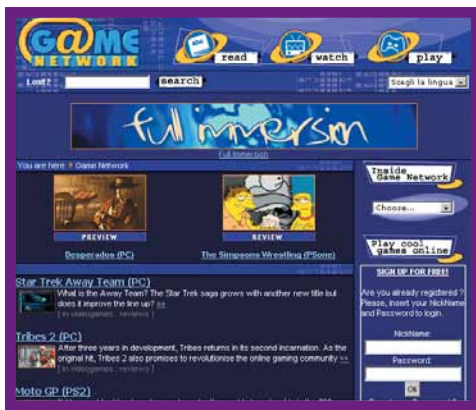 G@ME
NETWORK
read
watch
play
Lost?
search
Scegli la lingua
full immersion
Full Immersion
You are here » Game Network
PREVIEW
REVIEW
Desperados (PC)
The Simpsons Wrestling (PSone)
Star Trek Away Team (PC)
What is the Away Team? The Star Trek saga grows with another new title but
does it improve the line up? »»
[ in videogames : reviews ]
Tribes 2 (PC)
After three years in development, Tribes returns in its second incarnation. As the
original hit, Tribes 2 also promises to revolutionise the online gaming community »»
[ in videogames : reviews ]
Moto GP (PS2)
Inside
Game Network
Choose...
Play cool
games online
SIGN UP FOR FREE!
Are you already registered ?
Please, insert your NickName
and Password to login.
NickName:
Password:
Ok